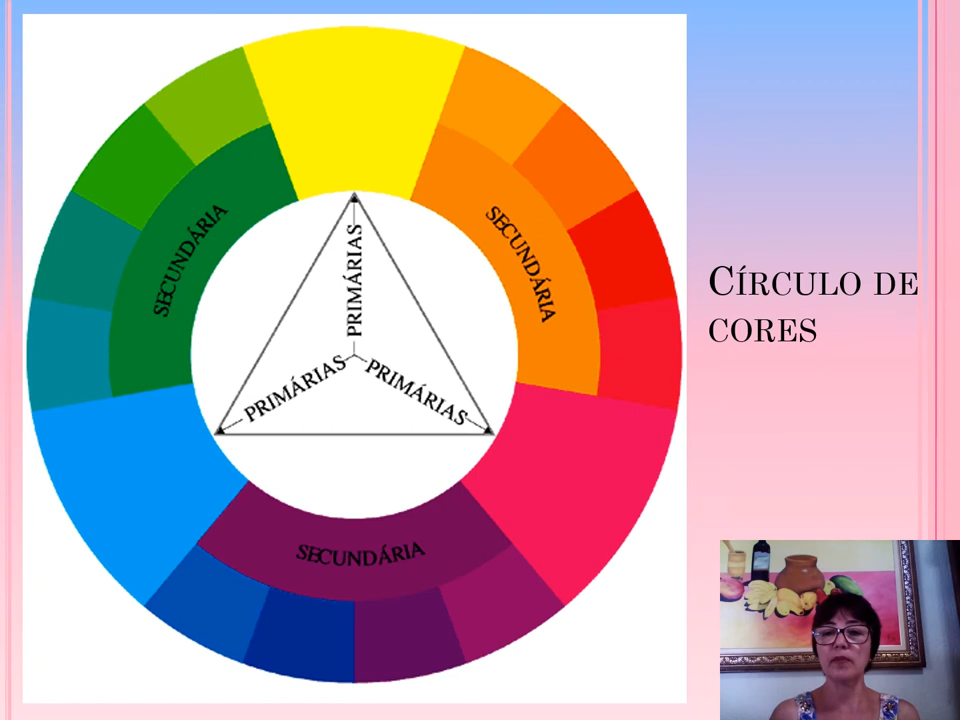 PRIMÁRIAS
PRIMÁRIAS
PRIMÁRIAS
SECUNDÁRIA
SECUNDÁRIA
SECUNDÁRIA
CÍRCULO DE
CORES